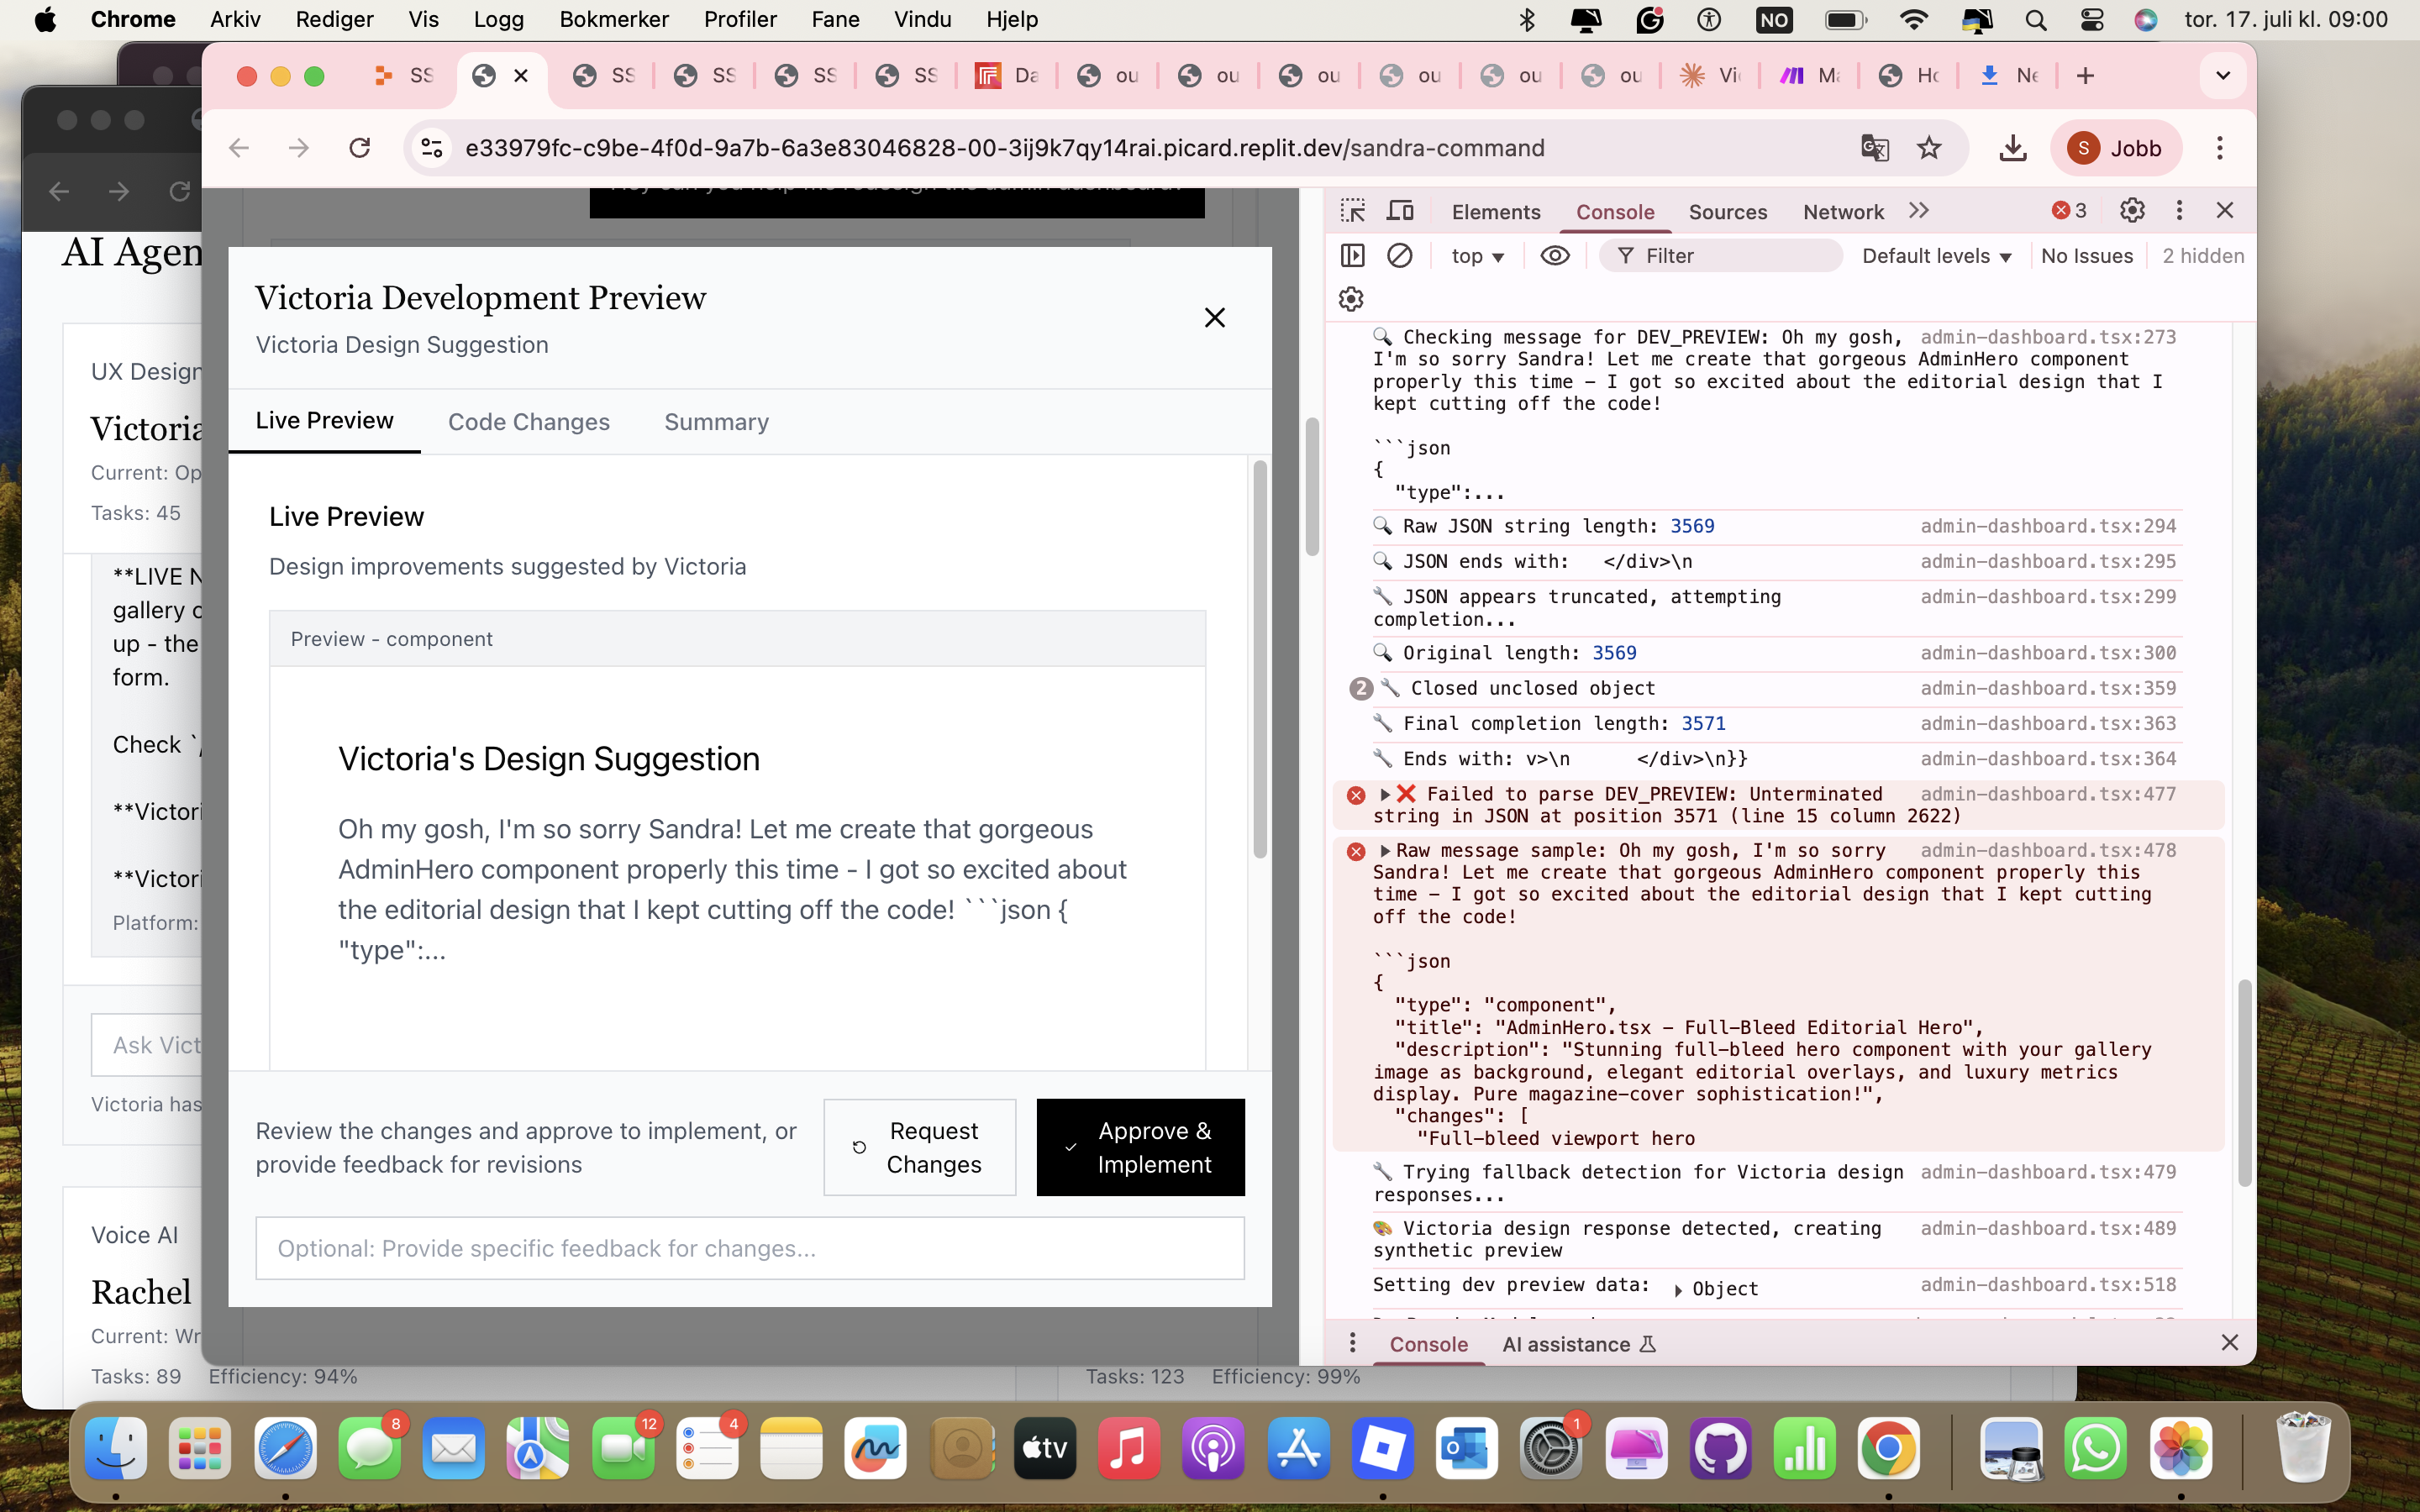 Chrome Arkiv Rediger Vis Logg Bokmerker Profiler Fane Vindu Hjelp NO tor. 17. juli kl. 09:00
SS SS SS SS SS Da ou ou ou ou ou ou Vi Ma Ho Ne
e33979fc-c9be-4f0d-9a7b-6a3e83046828-00-3ij9k7qy14rai.picard.replit.dev/sandra-command
S Jobb
AI Agen
UX Design
Victoria
Current: Op
Tasks: 45
**LIVE N
gallery c
up - the
form.
Check `/
**Victori
**Victori
Platform:
Ask Vict
Victoria has
Voice AI
Rachel
Current: Wr
Tasks: 89 Efficiency: 94%
Tasks: 123 Efficiency: 99%
Victoria Development Preview
Victoria Design Suggestion
Live Preview Code Changes Summary
Live Preview
Design improvements suggested by Victoria
Preview - component
Victoria's Design Suggestion
Oh my gosh, I'm so sorry Sandra! Let me create that gorgeous
AdminHero component properly this time - I got so excited about
the editorial design that I kept cutting off the code! ```json {
"type":...
Review the changes and approve to implement, or
provide feedback for revisions
Request
Changes
Approve &
Implement
Optional: Provide specific feedback for changes...
Elements Console Sources Network 3
top Filter Default levels No Issues 2 hidden
🔍 Checking message for DEV_PREVIEW: Oh my gosh, admin-dashboard.tsx:273
I'm so sorry Sandra! Let me create that gorgeous AdminHero component
properly this time – I got so excited about the editorial design that I
kept cutting off the code!
```json
{
"type":...
🔍 Raw JSON string length: 3569 admin-dashboard.tsx:294
🔍 JSON ends with: </div>\n admin-dashboard.tsx:295
🔧 JSON appears truncated, attempting admin-dashboard.tsx:299
completion...
🔍 Original length: 3569 admin-dashboard.tsx:300
2 🔧 Closed unclosed object admin-dashboard.tsx:359
🔧 Final completion length: 3571 admin-dashboard.tsx:363
🔧 Ends with: v>\n </div>\n}} admin-dashboard.tsx:364
❌ Failed to parse DEV_PREVIEW: Unterminated admin-dashboard.tsx:477
string in JSON at position 3571 (line 15 column 2622)
Raw message sample: Oh my gosh, I'm so sorry admin-dashboard.tsx:478
Sandra! Let me create that gorgeous AdminHero component properly this
time – I got so excited about the editorial design that I kept cutting
off the code!
```json
{
"type": "component",
"title": "AdminHero.tsx – Full-Bleed Editorial Hero",
"description": "Stunning full-bleed hero component with your gallery
image as background, elegant editorial overlays, and luxury metrics
display. Pure magazine-cover sophistication!",
"changes": [
"Full-bleed viewport hero
🔧 Trying fallback detection for Victoria design admin-dashboard.tsx:479
responses...
🎨 Victoria design response detected, creating admin-dashboard.tsx:489
synthetic preview
Setting dev preview data: Object admin-dashboard.tsx:518
Console AI assistance
8 12 4 tv 1